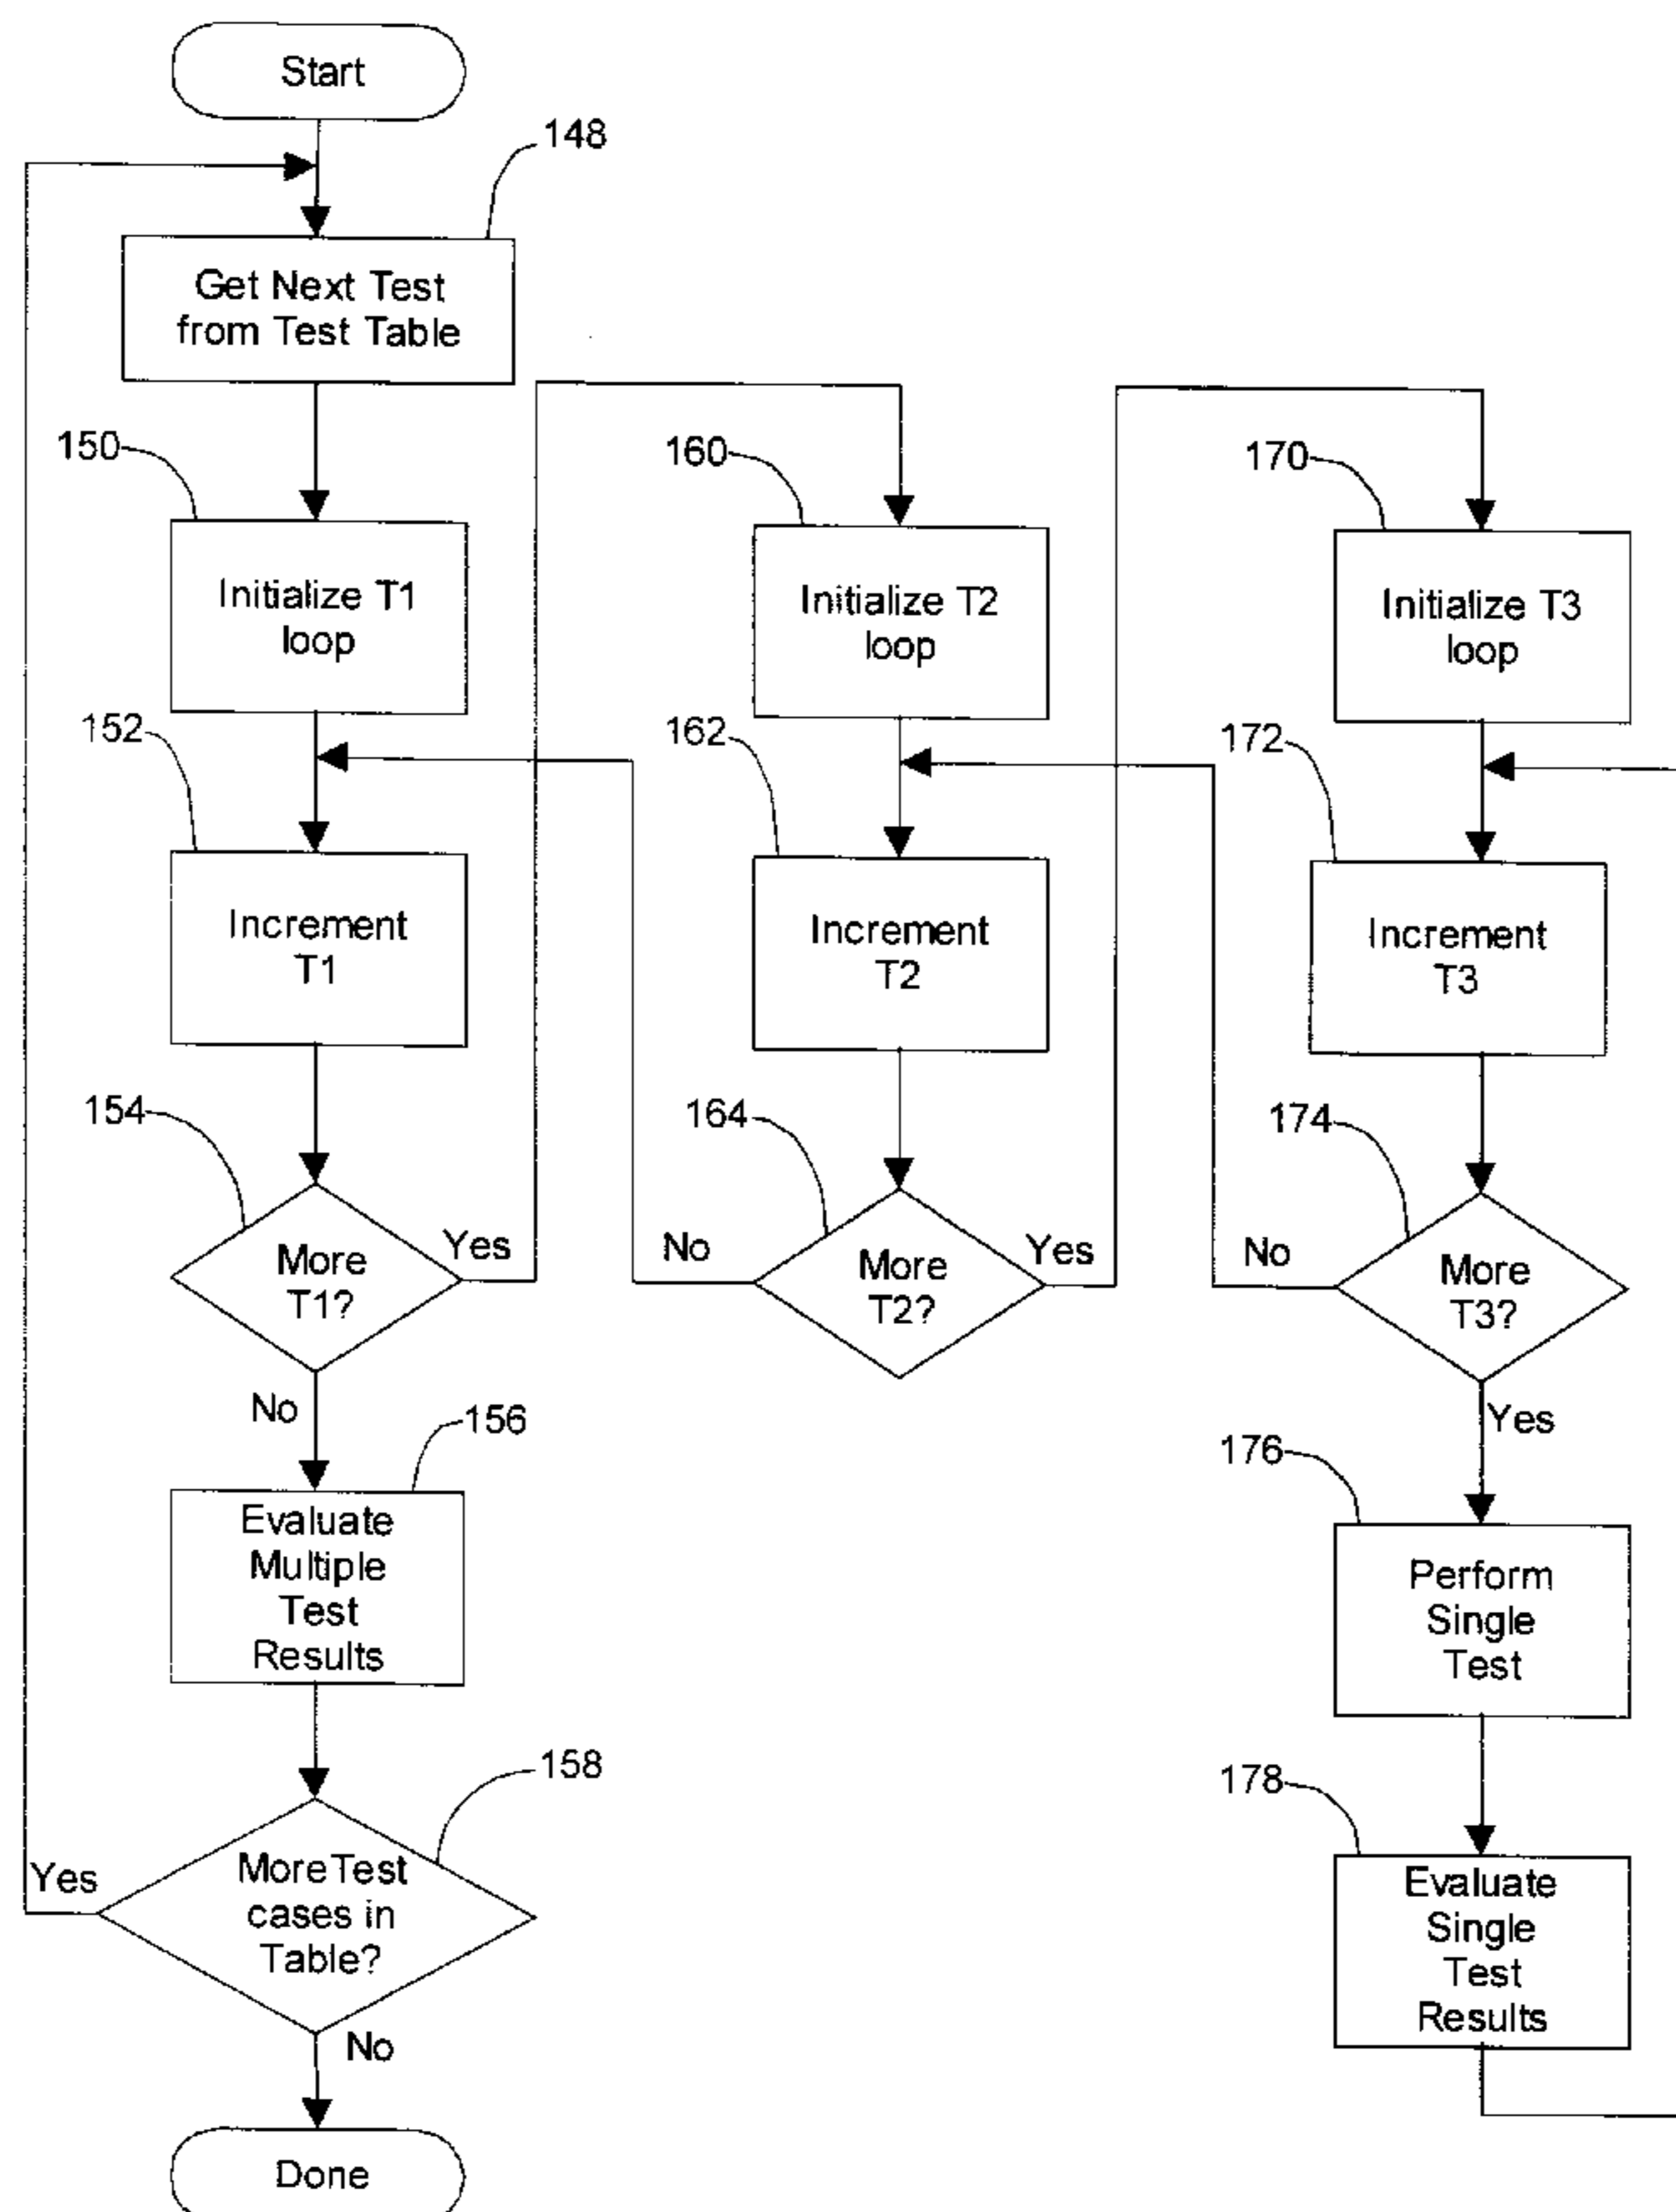 Start
148
Get Next Test
from Test Table
150
Initialize T1
loop
152
Increment
T1
154
More
T1?
Yes
No
156
Evaluate
Multiple
Test
Results
158
More Test
cases in
Table?
Yes
No
Done
160
Initialize T2
loop
162
Increment
T2
164
No
More
T2?
Yes
170
Initialize T3
loop
172
Increment
T3
174
No
More
T3?
Yes
176
Perform
Single
Test
178
Evaluate
Single
Test
Results